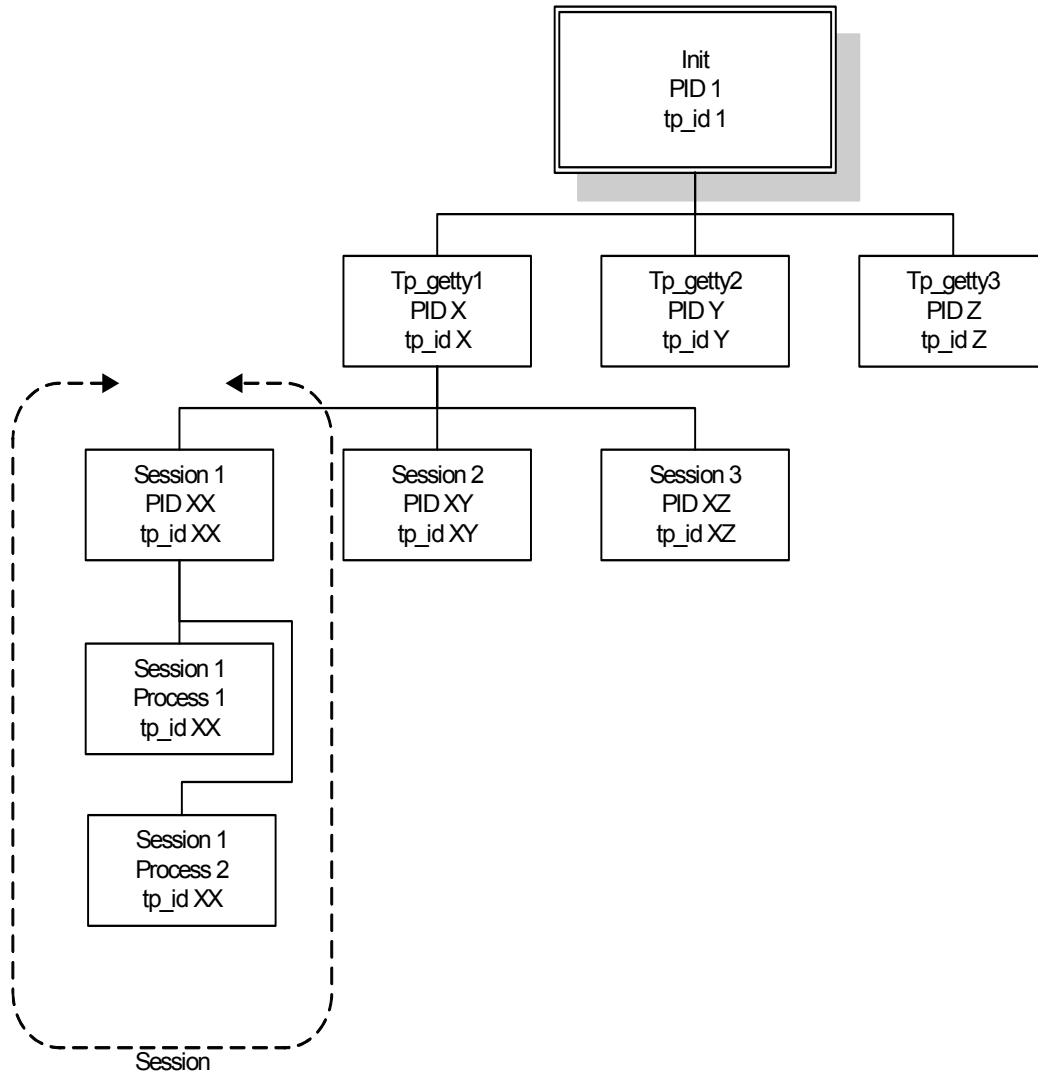 Init
PID 1
tp_id 1
Tp_getty1
PID X
tp_id X
Tp_getty2
PID Y
tp_id Y
Tp_getty3
PID Z
tp_id Z
Session 1
PID XX
tp_id XX
Session 2
PID XY
tp_id XY
Session 3
PID XZ
tp_id XZ
Session 1
Process 1
tp_id XX
Session 1
Process 2
tp_id XX
Session